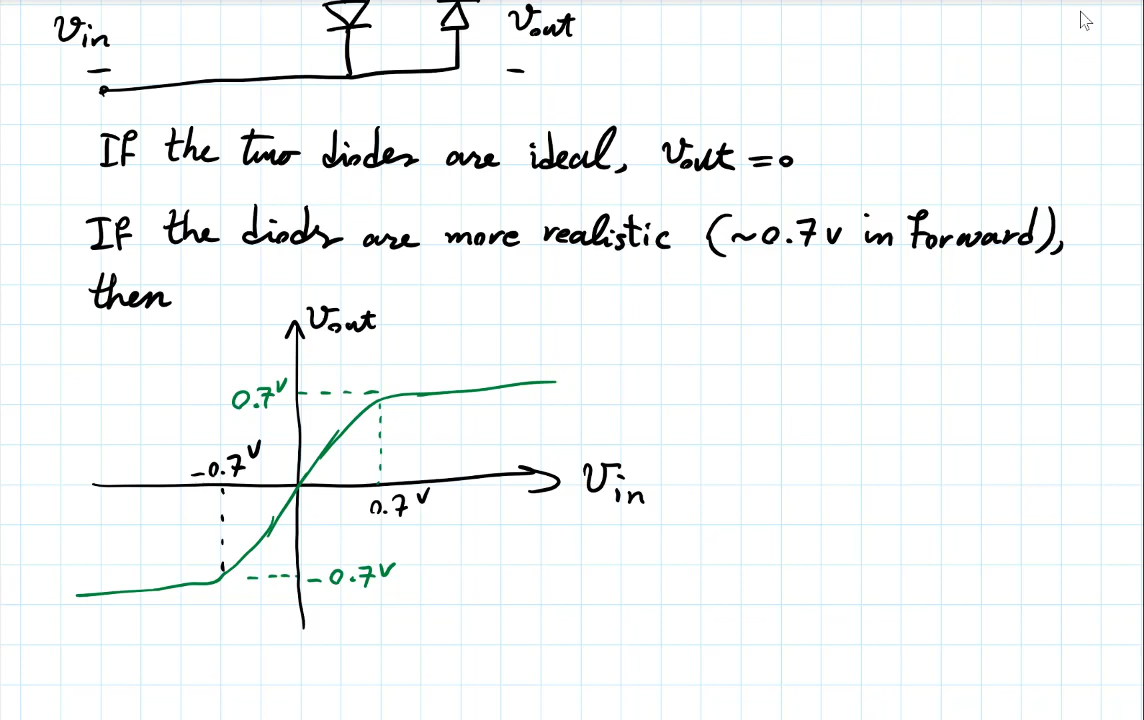 Vin Vout
If the two diodes are ideal, Vout = 0
If the diodes are more realistic (~0.7v in forward),
then
Vout
0.7v
-0.7v
Vin
0.7v
-0.7v